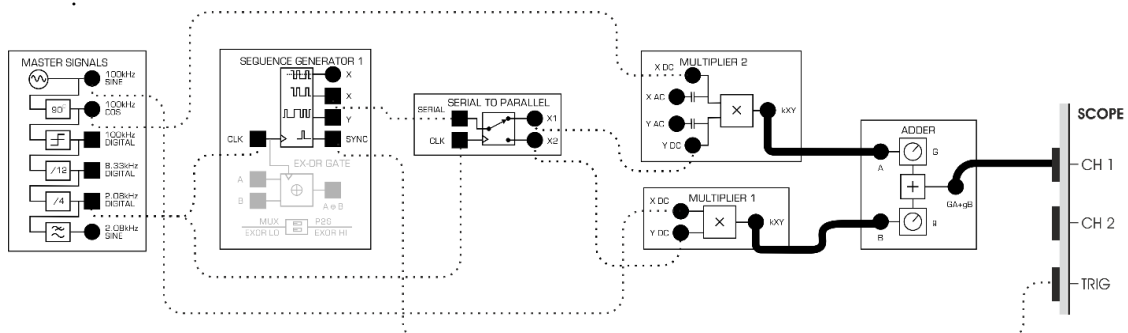 MASTER SIGNALS
100kHz
SINE
90°
100kHz
COS
100kHz
DIGITAL
/12
8.33kHz
DIGITAL
/4
2.08kHz
DIGITAL
2.08kHz
SINE
SEQUENCE GENERATOR 1
X
X
Y
CLK
SYNC
EX-OR GATE
A
B
A⊕B
MUX
P2S
EXOR LO
EXOR HI
SERIAL TO PARALLEL
SERIAL
X1
CLK
X2
MULTIPLIER 2
X DC
X AC
kXY
Y AC
Y DC
MULTIPLIER 1
X DC
kXY
Y DC
ADDER
G
A
GA+gB
B
g
SCOPE
CH 1
CH 2
TRIG